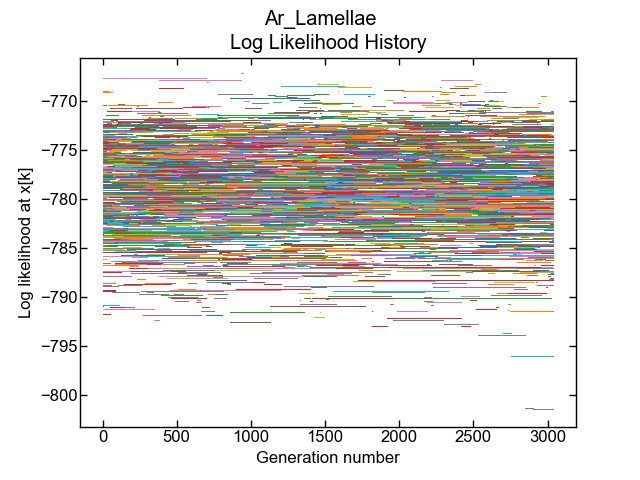 Ar_Lamellae
Log Likelihood History
Log likelihood at x[k]
−770
−775
−780
−785
−790
−795
−800
0 500 1000 1500 2000 2500 3000
Generation number